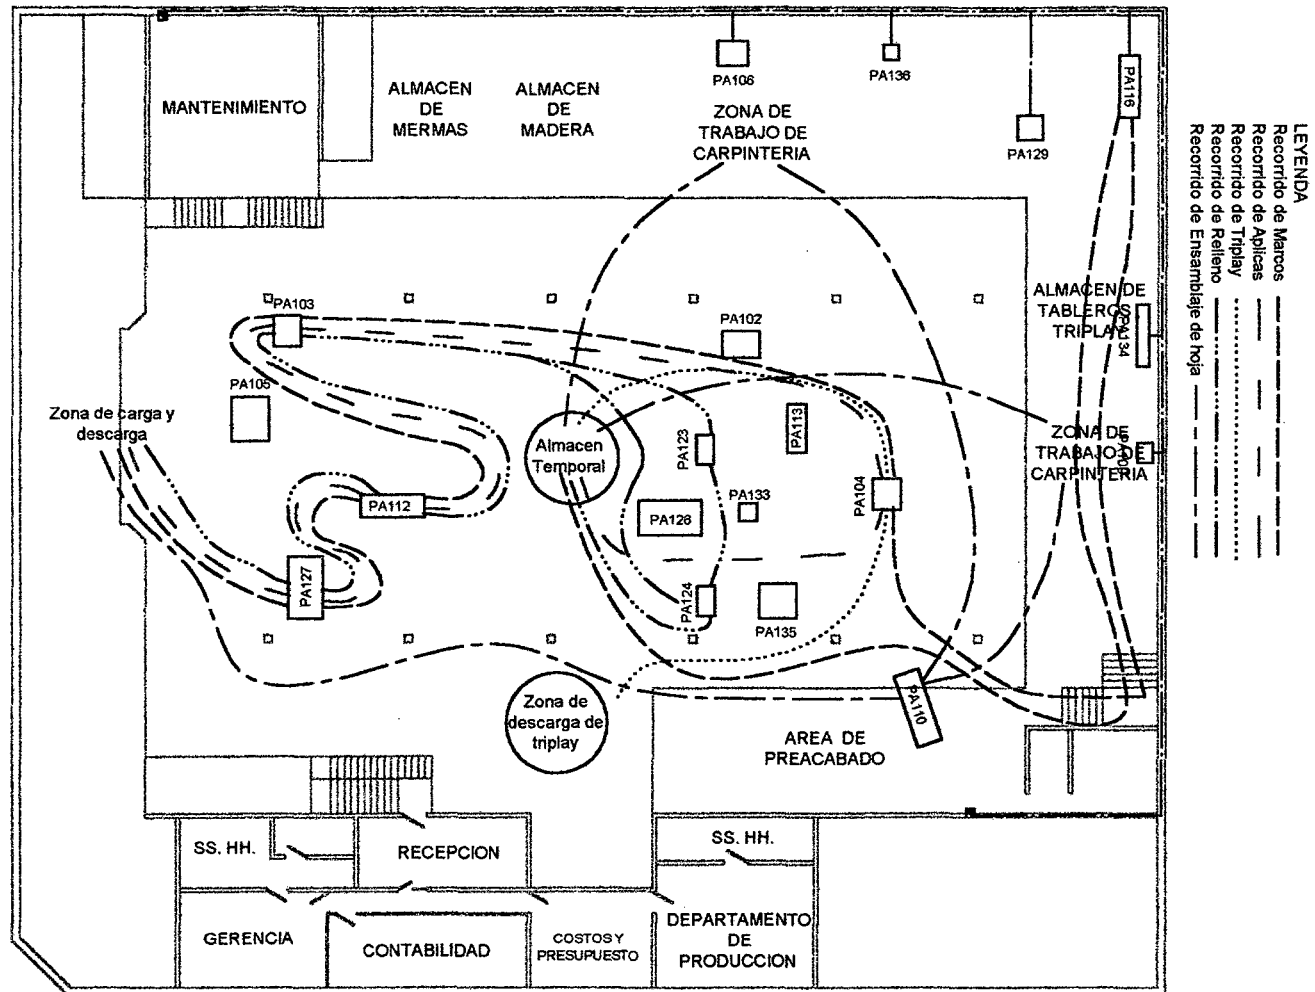 PA106
PA136
PA116
PA129
MANTENIMIENTO
ALMACEN
DE
MERMAS
ALMACEN
DE
MADERA
ZONA DE
TRABAJO DE
CARPINTERIA
LEYENDA
Recorrido de Marcos
Recorrido de Aplicas
Recorrido de Triplay
Recorrido de Relleno
Recorrido de Ensamblaje de hoja
PA103
PA102
ALMACEN DE
TABLEROS
TRIPLAY
PA134
PA105
Zona de carga y
descarga
Almacen
Temporal
PA123
PA113
ZONA DE
TRABAJO DE
CARPINTERIA
PA112
PA126
PA133
PA104
PA127
PA124
PA135
Zona de
descarga de
triplay
PA110
AREA DE
PREACABADO
SS. HH.
RECEPCION
SS. HH.
GERENCIA
CONTABILIDAD
COSTOS Y
PRESUPUESTO
DEPARTAMENTO
DE
PRODUCCION